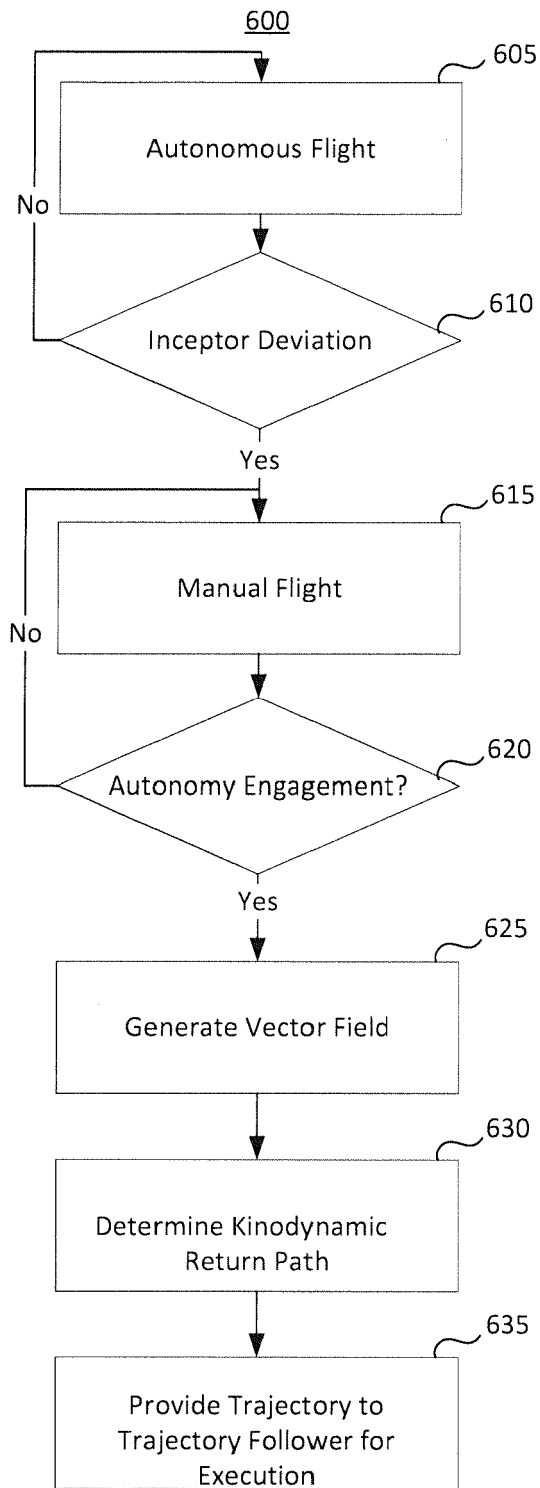 600
605
Autonomous Flight
No
610
Inceptor Deviation
Yes
615
Manual Flight
No
620
Autonomy Engagement?
Yes
625
Generate Vector Field
630
Determine Kinodynamic
Return Path
635
Provide Trajectory to
Trajectory Follower for
Execution